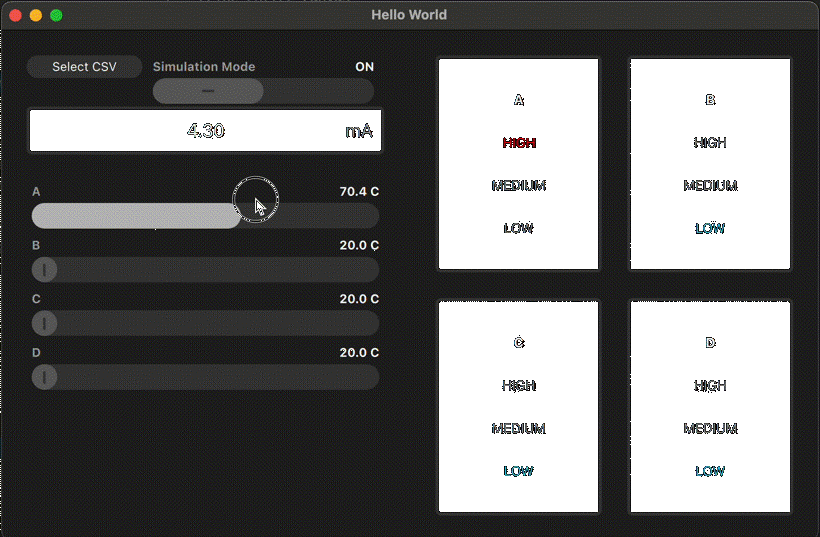 Hello World
Select CSV
Simulation Mode ON
4.30 mA
A 70.4 C
B 20.0 C
C 20.0 C
D 20.0 C
A
HIGH
MEDIUM
LOW
B
HIGH
MEDIUM
LOW
C
HIGH
MEDIUM
LOW
D
HIGH
MEDIUM
LOW